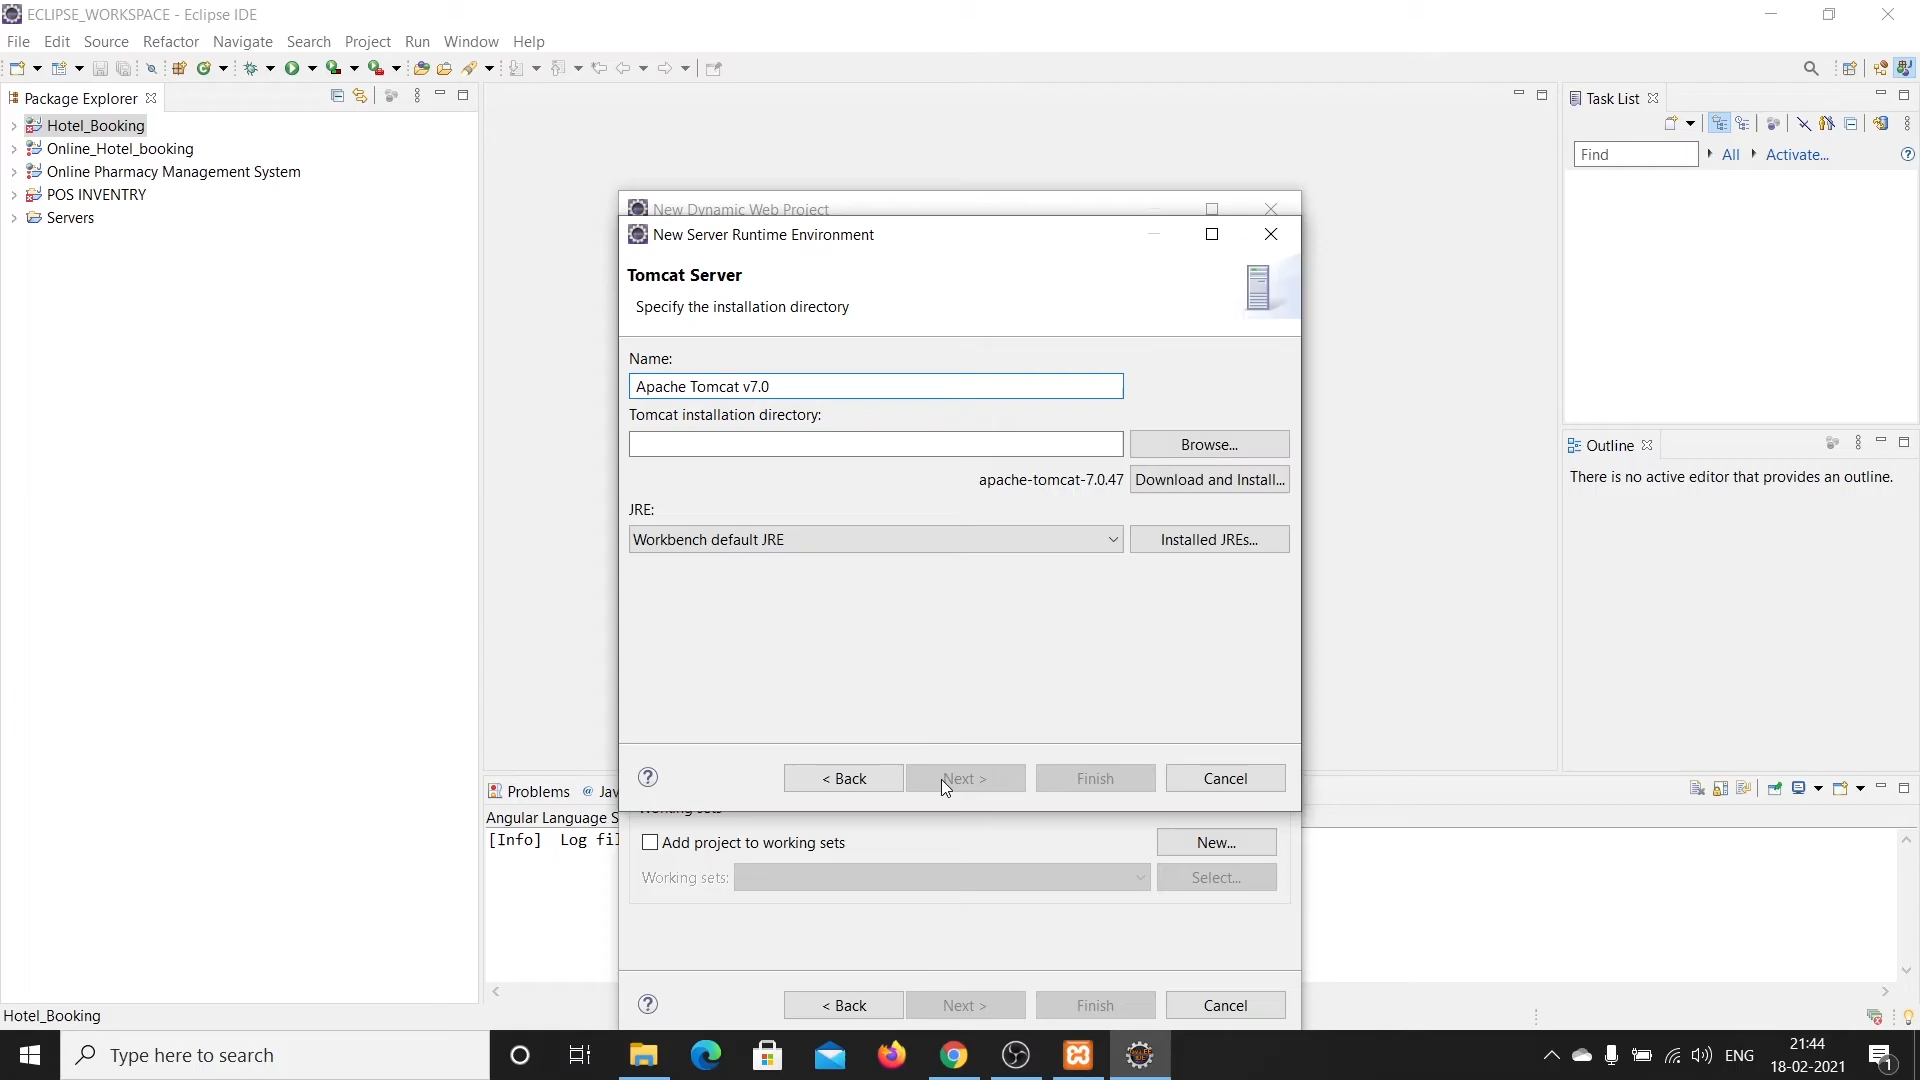 ECLIPSE_WORKSPACE - Eclipse IDE
File Edit Source Refactor Navigate Search Project Run Window Help
Package Explorer
Hotel_Booking
Online_Hotel_booking
Online Pharmacy Management System
POS INVENTRY
Servers
New Dynamic Web Project
New Server Runtime Environment
Tomcat Server
Specify the installation directory
Name:
Apache Tomcat v7.0
Tomcat installation directory:
Browse...
apache-tomcat-7.0.47 Download and Install...
JRE:
Workbench default JRE
Installed JREs...
< Back Next > Finish Cancel
Add project to working sets New...
Working sets: Select...
< Back Next > Finish Cancel
Task List
Find All Activate...
Outline
There is no active editor that provides an outline.
Problems @ Jav
Angular Language S
[Info] Log fil
Hotel_Booking
Type here to search
ENG
21:44
18-02-2021
1